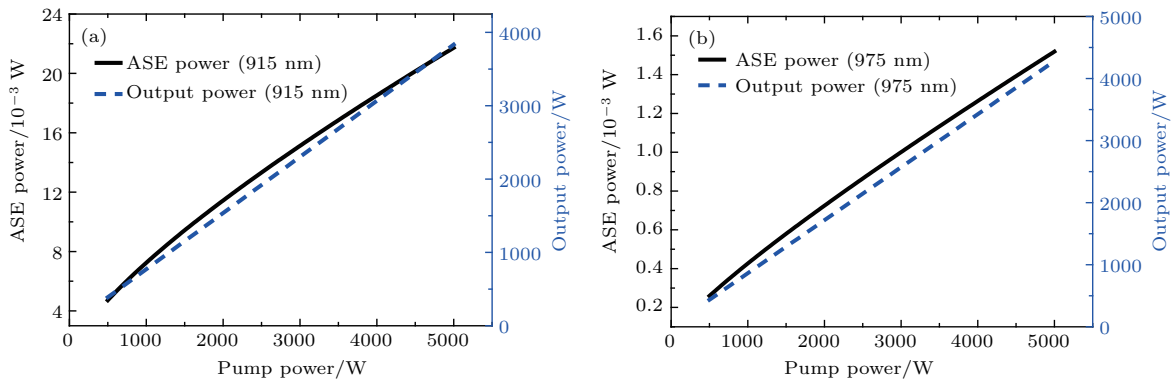 (a)
ASE power (915 nm)
Output power (915 nm)
ASE power/10⁻³ W
24
20
16
12
8
4
Output power/W
4000
3000
2000
1000
0
0 1000 2000 3000 4000 5000
Pump power/W
(b)
ASE power (975 nm)
Output power (975 nm)
ASE power/10⁻³ W
1.6
1.4
1.2
1.0
0.8
0.6
0.4
0.2
Output power/W
5000
4000
3000
2000
1000
0
0 1000 2000 3000 4000 5000
Pump power/W